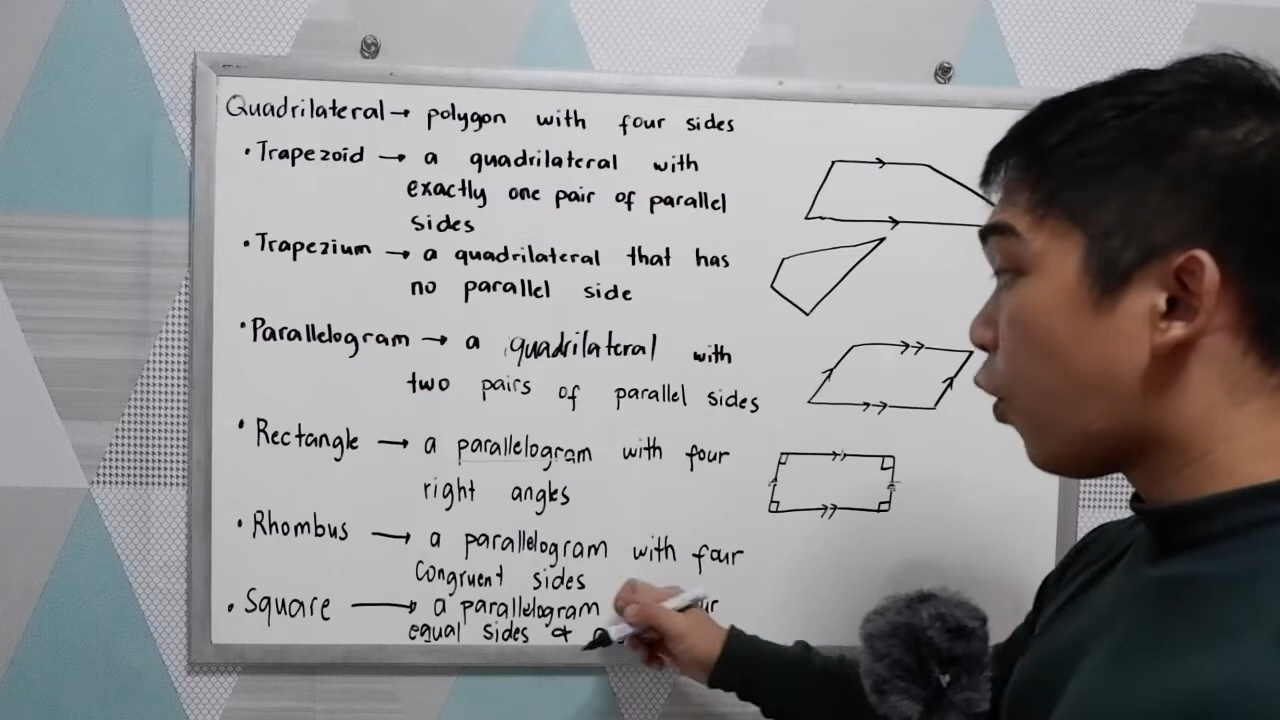 Quadrilateral → polygon with four sides
• Trapezoid → a quadrilateral with
exactly one pair of parallel
sides
• Trapezium → a quadrilateral that has
no parallel side
• Parallelogram → a quadrilateral with
two pairs of parallel sides
• Rectangle → a parallelogram with four
right angles
• Rhombus → a parallelogram with four
congruent sides
• Square → a parallelogram
equal sides &